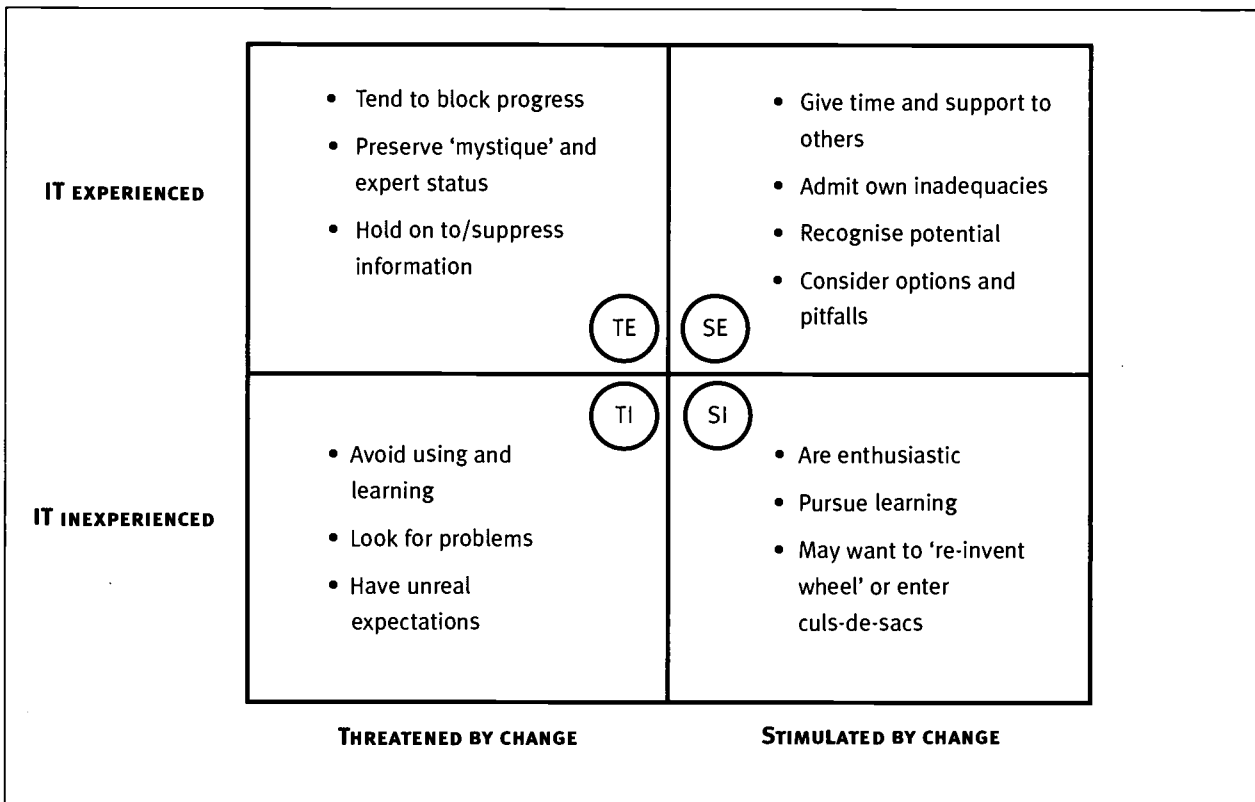 IT EXPERIENCED
• Tend to block progress
• Preserve ‘mystique’ and
expert status
• Hold on to/suppress
information
TE
• Give time and support to
others
• Admit own inadequacies
• Recognise potential
• Consider options and
pitfalls
SE
IT INEXPERIENCED
TI
• Avoid using and
learning
• Look for problems
• Have unreal
expectations
SI
• Are enthusiastic
• Pursue learning
• May want to ‘re-invent
wheel’ or enter
culs-de-sacs
THREATENED BY CHANGE
STIMULATED BY CHANGE